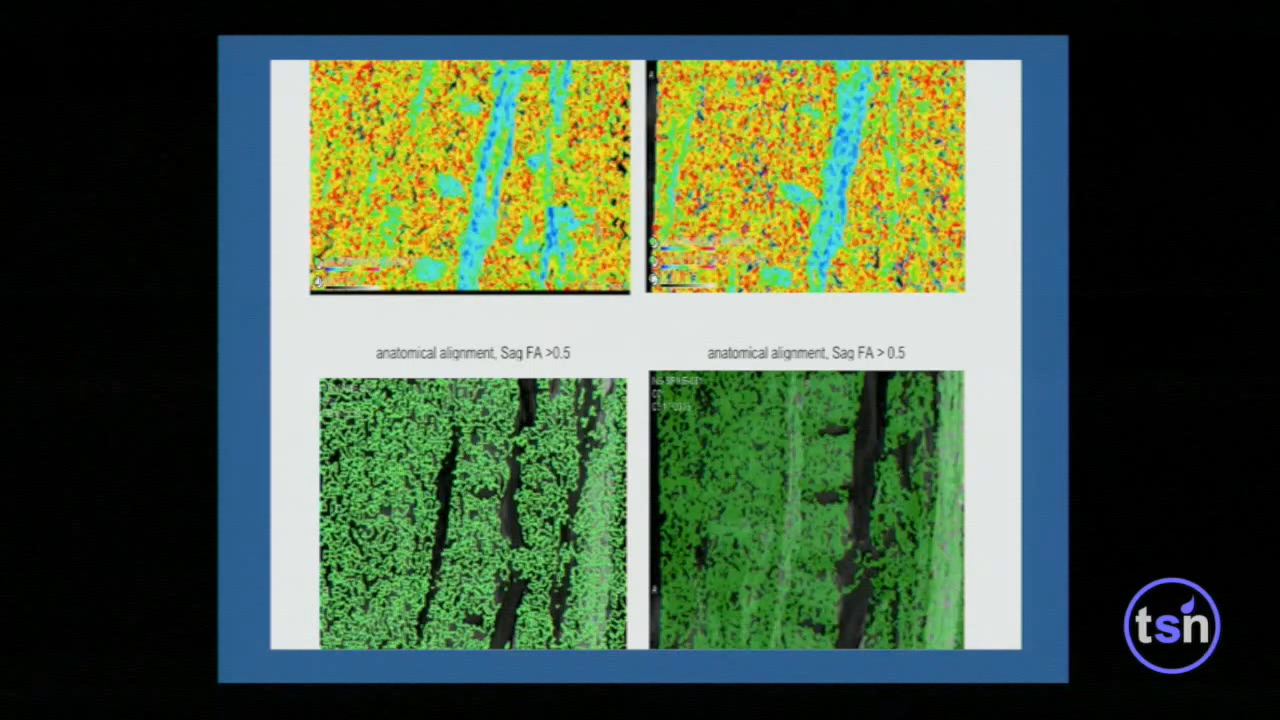 anatomical alignment, Sag FA >0.5
anatomical alignment, Sag FA > 0.5
tsn